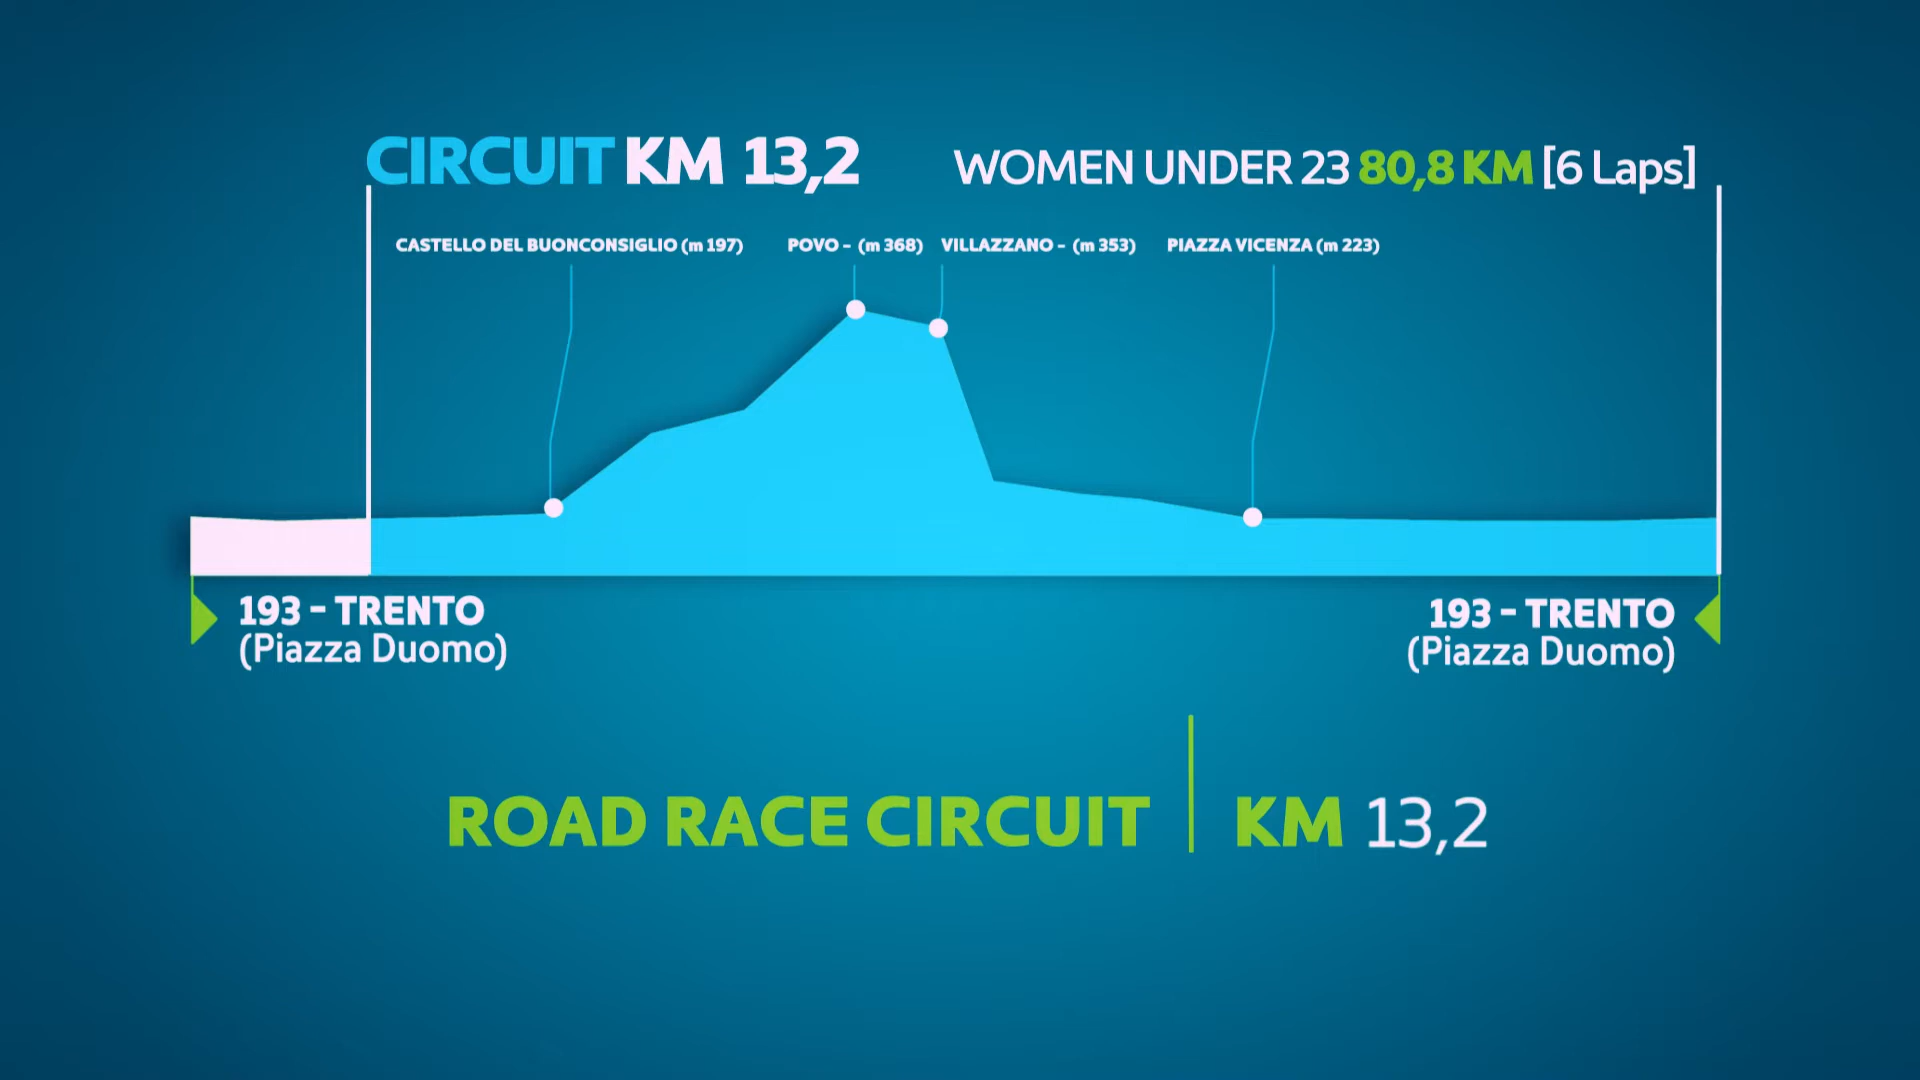 CIRCUIT KM 13,2
WOMEN UNDER 23 80,8 KM [6 Laps]
CASTELLO DEL BUONCONSIGLIO (m 197)
POVO - (m 368)
VILLAZZANO - (m 353)
PIAZZA VICENZA (m 223)
193 - TRENTO
(Piazza Duomo)
193 - TRENTO
(Piazza Duomo)
ROAD RACE CIRCUIT
KM 13,2